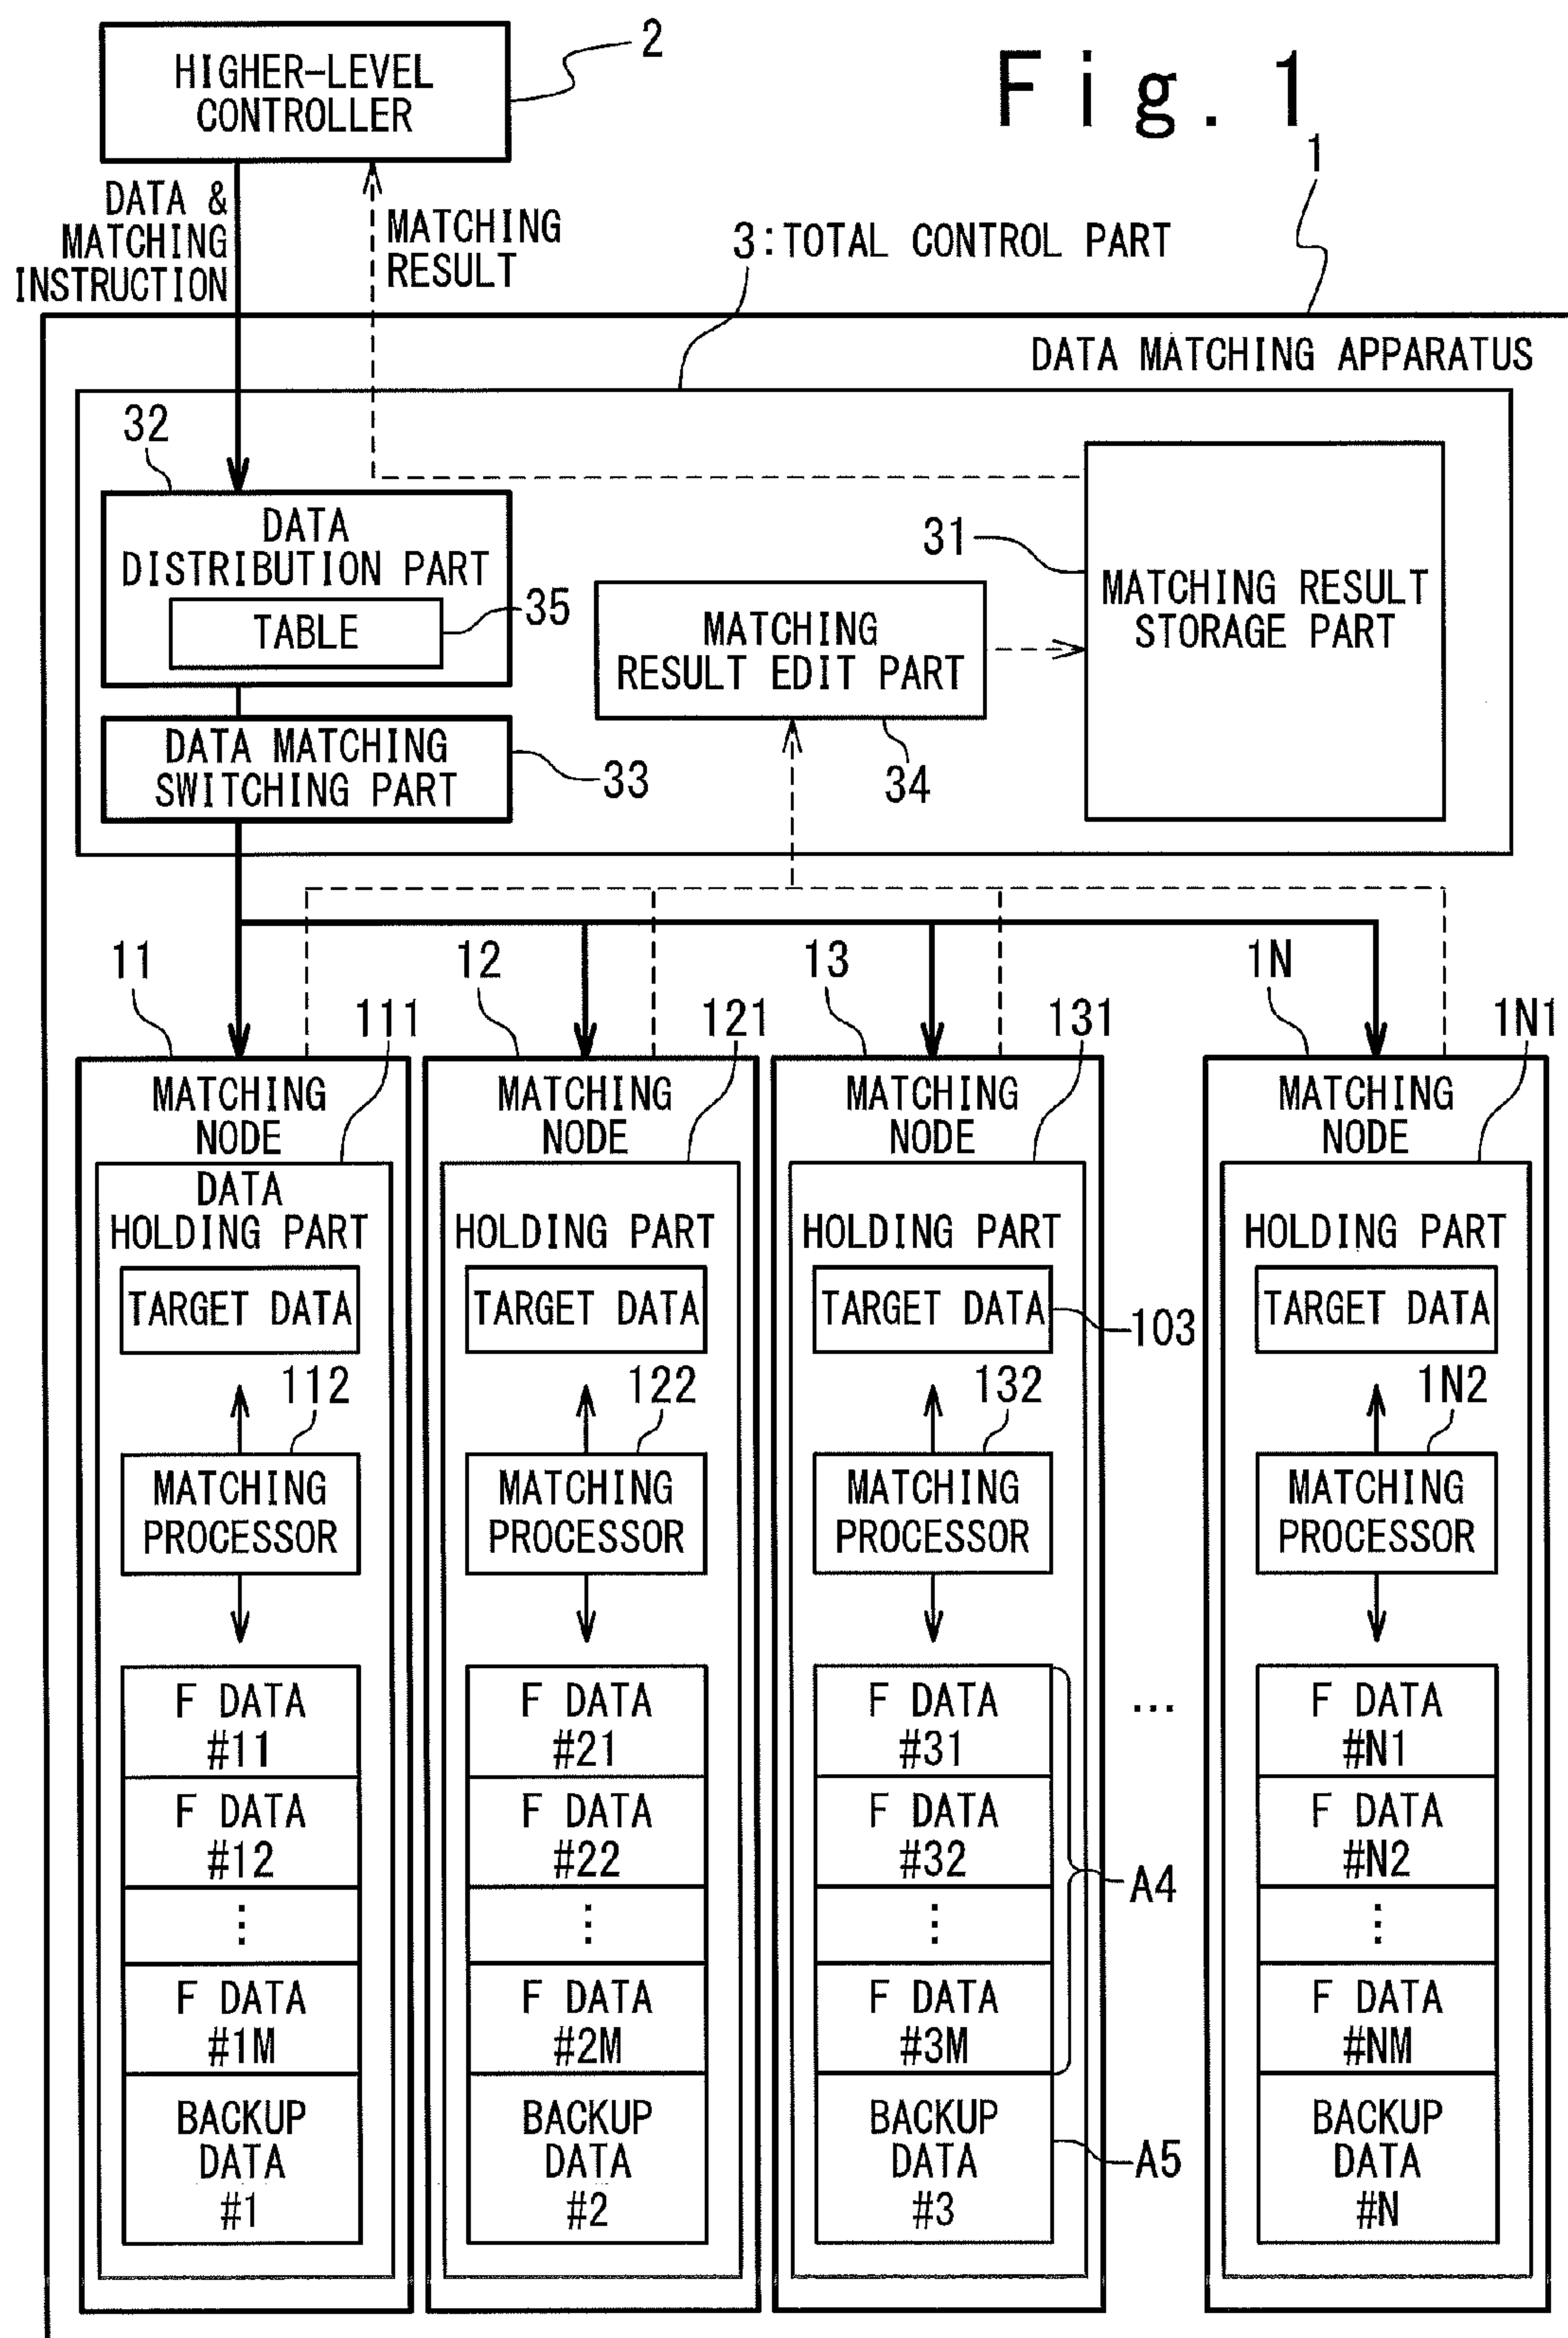 Fig. 1
2
HIGHER-LEVEL
CONTROLLER
DATA &
MATCHING
INSTRUCTION
MATCHING
RESULT
3:TOTAL CONTROL PART
1
DATA MATCHING APPARATUS
32
DATA
DISTRIBUTION PART
TABLE
35
DATA MATCHING
SWITCHING PART
33
MATCHING
RESULT EDIT PART
34
31
MATCHING RESULT
STORAGE PART
11
111
MATCHING
NODE
DATA
HOLDING PART
TARGET DATA
112
MATCHING
PROCESSOR
F DATA
#11
F DATA
#12
⋮
F DATA
#1M
BACKUP
DATA
#1
12
121
MATCHING
NODE
HOLDING PART
TARGET DATA
122
MATCHING
PROCESSOR
F DATA
#21
F DATA
#22
⋮
F DATA
#2M
BACKUP
DATA
#2
13
131
MATCHING
NODE
HOLDING PART
TARGET DATA
103
132
MATCHING
PROCESSOR
F DATA
#31
F DATA
#32
⋮
F DATA
#3M
A4
BACKUP
DATA
#3
A5
...
1N
1N1
MATCHING
NODE
HOLDING PART
TARGET DATA
1N2
MATCHING
PROCESSOR
F DATA
#N1
F DATA
#N2
⋮
F DATA
#NM
BACKUP
DATA
#N